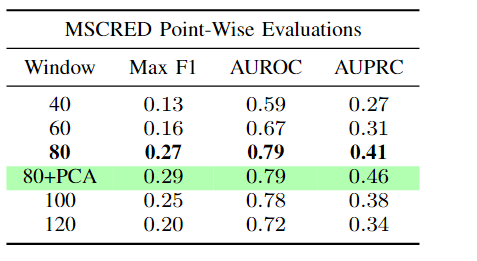 MSCRED Point-Wise Evaluations
Window Max F1 AUROC AUPRC
40 0.13 0.59 0.27
60 0.16 0.67 0.31
80 0.27 0.79 0.41
80+PCA 0.29 0.79 0.46
100 0.25 0.78 0.38
120 0.20 0.72 0.34